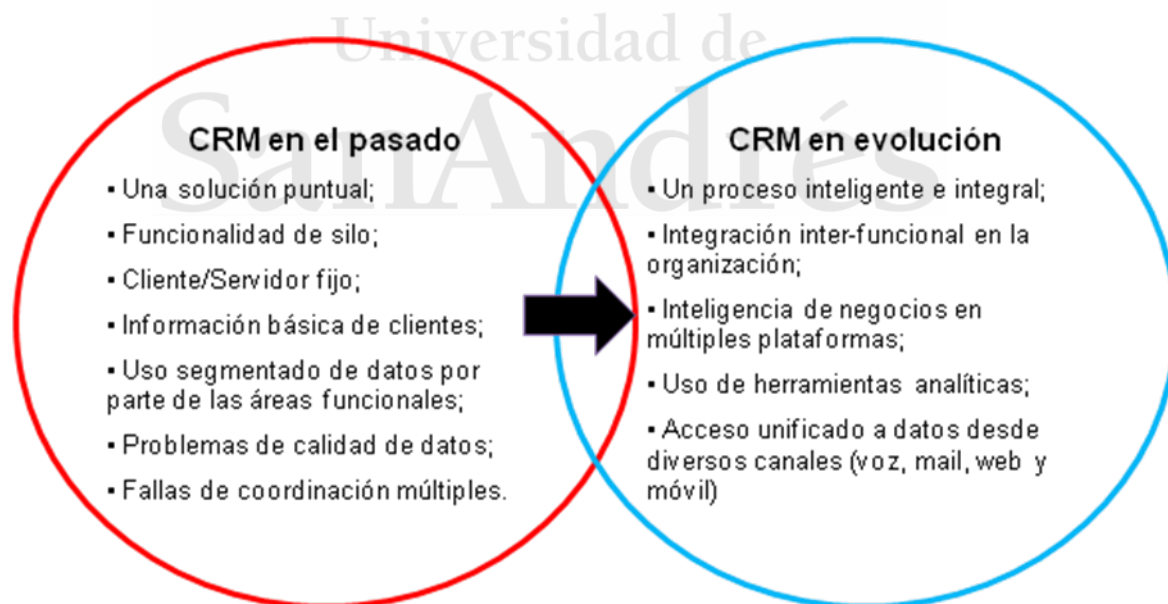 Universidad de
SanAndrés
CRM en el pasado
▪ Una solución puntual;
▪ Funcionalidad de silo;
▪ Cliente/Servidor fijo;
▪ Información básica de clientes;
▪ Uso segmentado de datos por
parte de las áreas funcionales;
▪ Problemas de calidad de datos;
▪ Fallas de coordinación múltiples.
CRM en evolución
▪ Un proceso inteligente e integral;
▪ Integración inter-funcional en la
organización;
▪ Inteligencia de negocios en
múltiples plataformas;
▪ Uso de herramientas analíticas;
▪ Acceso unificado a datos desde
diversos canales (voz, mail, web y
móvil)